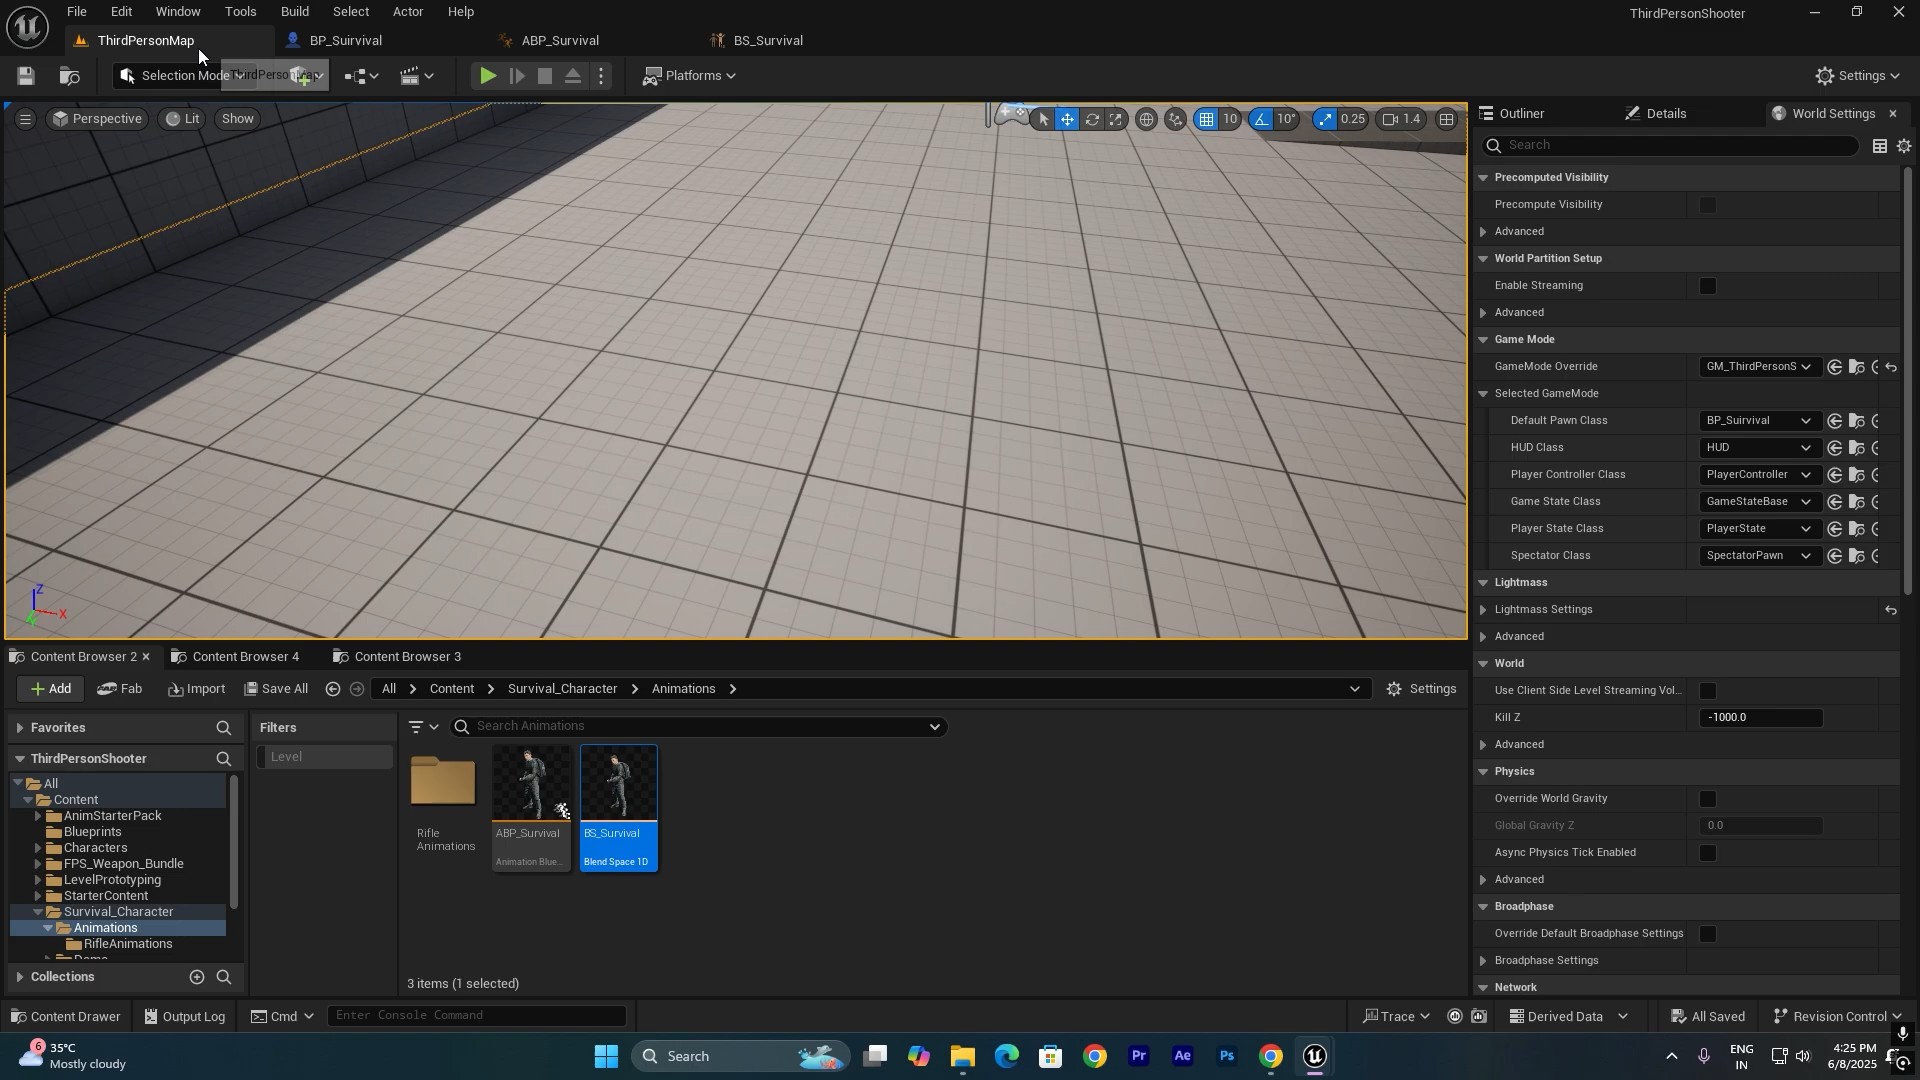 File Edit Window Tools Build Select Actor Help
ThirdPersonShooter
ThirdPersonMap
BP_Suirvival
ABP_Survival
BS_Survival
Selection Mode
Platforms
Settings
Perspective
Lit
Show
10
10°
0.25
1.4
Outliner
Details
World Settings
Search
Precomputed Visibility
Precompute Visibility
Advanced
World Partition Setup
Enable Streaming
Advanced
Game Mode
GameMode Override
GM_ThirdPersonS
Selected GameMode
Default Pawn Class
BP_Suirvival
HUD Class
HUD
Player Controller Class
PlayerController
Game State Class
GameStateBase
Player State Class
PlayerState
Spectator Class
SpectatorPawn
Lightmass
Lightmass Settings
Advanced
World
Use Client Side Level Streaming Vol...
Kill Z
-1000.0
Advanced
Physics
Override World Gravity
Global Gravity Z
0.0
Async Physics Tick Enabled
Advanced
Broadphase
Override Default Broadphase Settings
Broadphase Settings
Network
Z
X
Content Browser 2
Content Browser 4
Content Browser 3
Add
Fab
Import
Save All
All > Content > Survival_Character > Animations >
Settings
Favorites
ThirdPersonShooter
All
Content
AnimStarterPack
Blueprints
Characters
FPS_Weapon_Bundle
LevelPrototyping
StarterContent
Survival_Character
Animations
RifleAnimations
Collections
Filters
Level
Search Animations
Rifle
Animations
ABP_Survival
Animation Blue...
BS_Survival
Blend Space 1D
3 items (1 selected)
Content Drawer
Output Log
Cmd
Enter Console Command
Trace
Derived Data
All Saved
Revision Control
6
35°C
Mostly cloudy
Search
Pr
Ae
Ps
ENG
IN
4:25 PM
6/8/2025